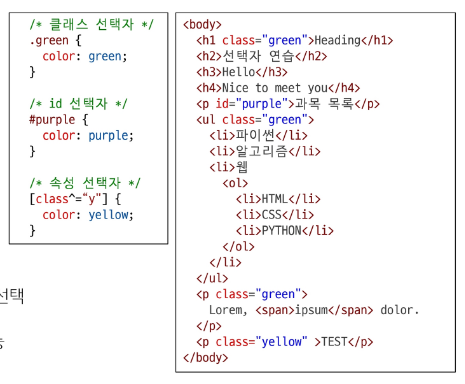 /* 클래스 선택자 */
.green {
  color: green;
}
/* id 선택자 */
#purple {
  color: purple;
}
/* 속성 선택자 */
[class^="y"] {
  color: yellow;
}
선택
<body>
  <h1 class="green">Heading</h1>
  <h2>선택자 연습</h2>
  <h3>Hello</h3>
  <h4>Nice to meet you</h4>
  <p id="purple">과목 목록</p>
  <ul class="green">
    <li>파이썬</li>
    <li>알고리즘</li>
    <li>웹
      <ol>
        <li>HTML</li>
        <li>CSS</li>
        <li>PYTHON</li>
      </ol>
    </li>
  </ul>
  <p class="green">
    Lorem, <span>ipsum</span> dolor.
  </p>
  <p class="yellow" >TEST</p>
</body>